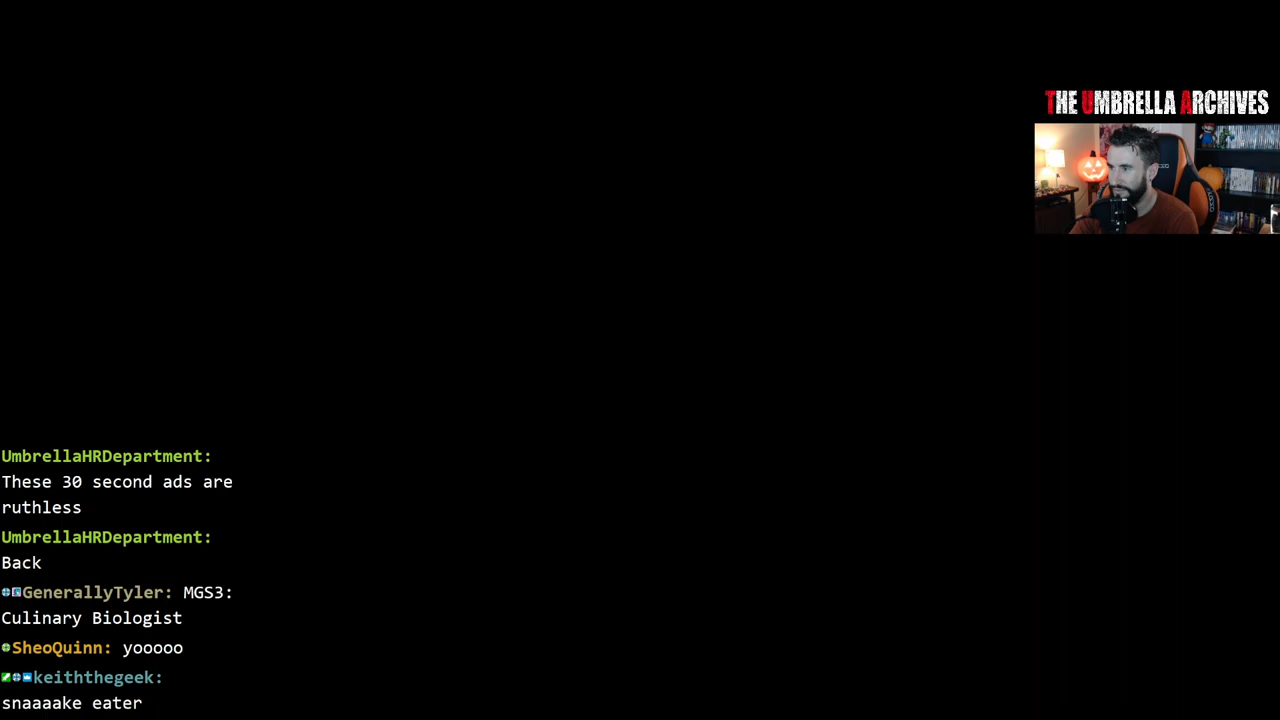 THE UMBRELLA ARCHIVES
UmbrellaHRDepartment:
These 30 second ads are
ruthless
UmbrellaHRDepartment:
Back
GenerallyTyler: MGS3:
Culinary Biologist
SheoQuinn: yooooo
keiththegeek:
snaaaake eater